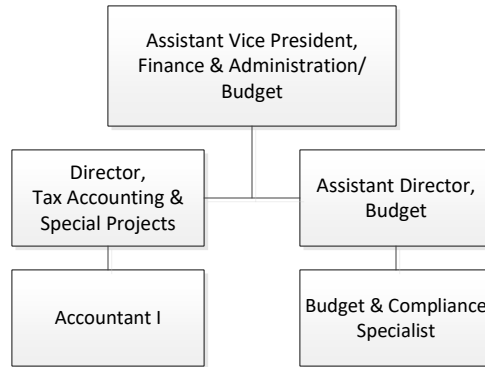 Assistant Vice President,
Finance & Administration/
Budget
Director,
Tax Accounting &
Special Projects
Assistant Director,
Budget
Accountant I
Budget & Compliance
Specialist